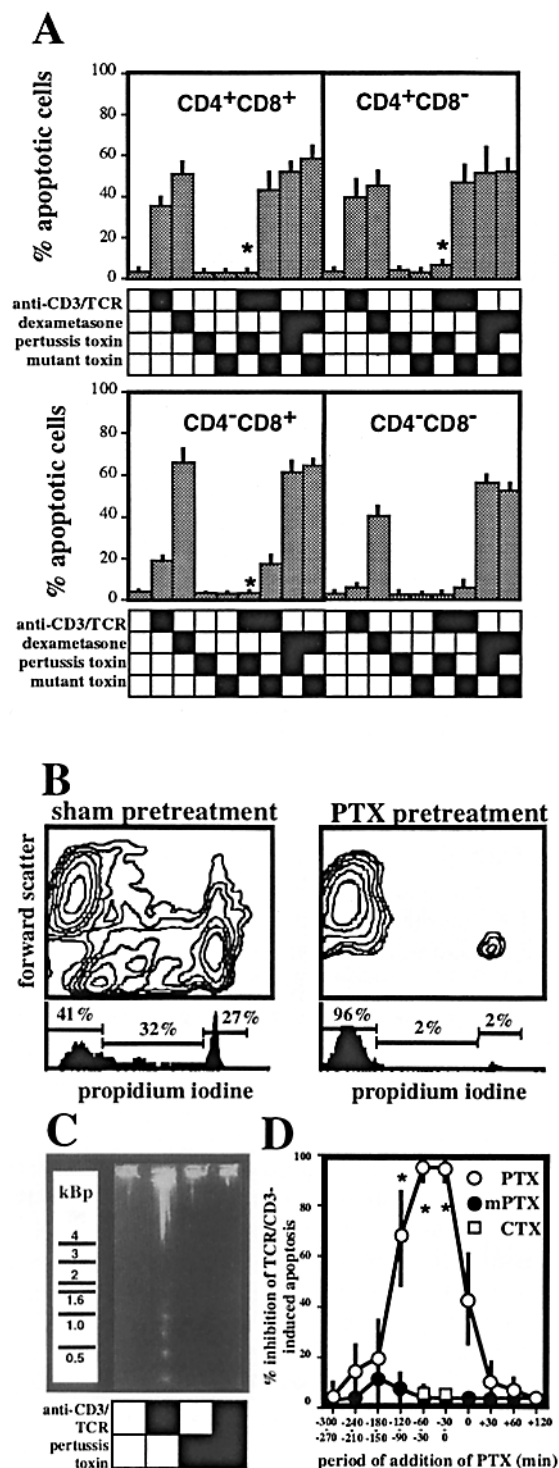 A
% apoptotic cells
100
80
60
40
20
0
CD4+CD8+
CD4+CD8-
*
*
anti-CD3/TCR
dexametasone
pertussis toxin
mutant toxin
% apoptotic cells
100
80
60
40
20
0
CD4-CD8+
CD4-CD8-
*
anti-CD3/TCR
dexametasone
pertussis toxin
mutant toxin
B
sham pretreatment
PTX pretreatment
forward scatter
41%
32%
27%
96%
2%
2%
propidium iodine
propidium iodine
C
kBp
4
3
2
1.6
1.0
0.5
anti-CD3/
TCR
pertussis
toxin
D
% inhibition of TCR/CD3-
induced apoptosis
100
80
60
40
20
0
PTX
mPTX
CTX
*
*
*
-300 -240 -180 -120 -60 -30 0 +30 +60 +120
-270 -210 -150 -90 -30 0
period of addition of PTX (min)